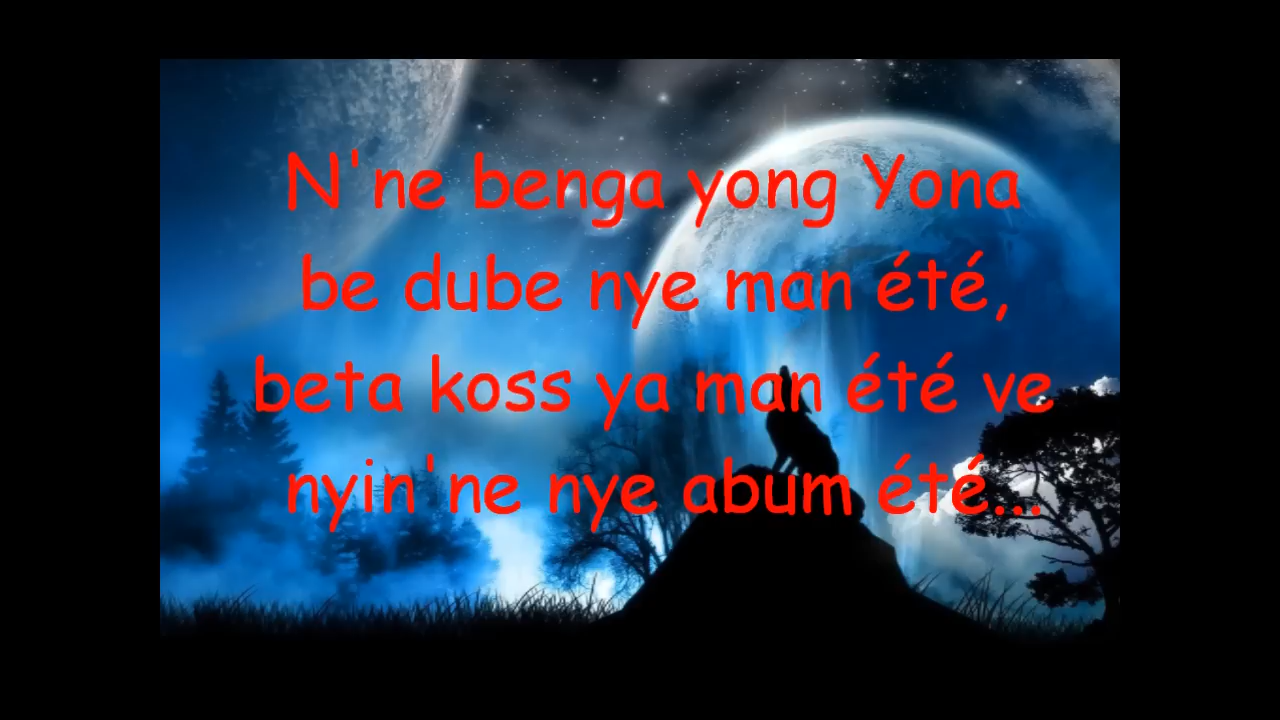 N'ne benga yong Yona
be dube nye man été,
beta koss ya man été ve
nyin'ne nye abum été...